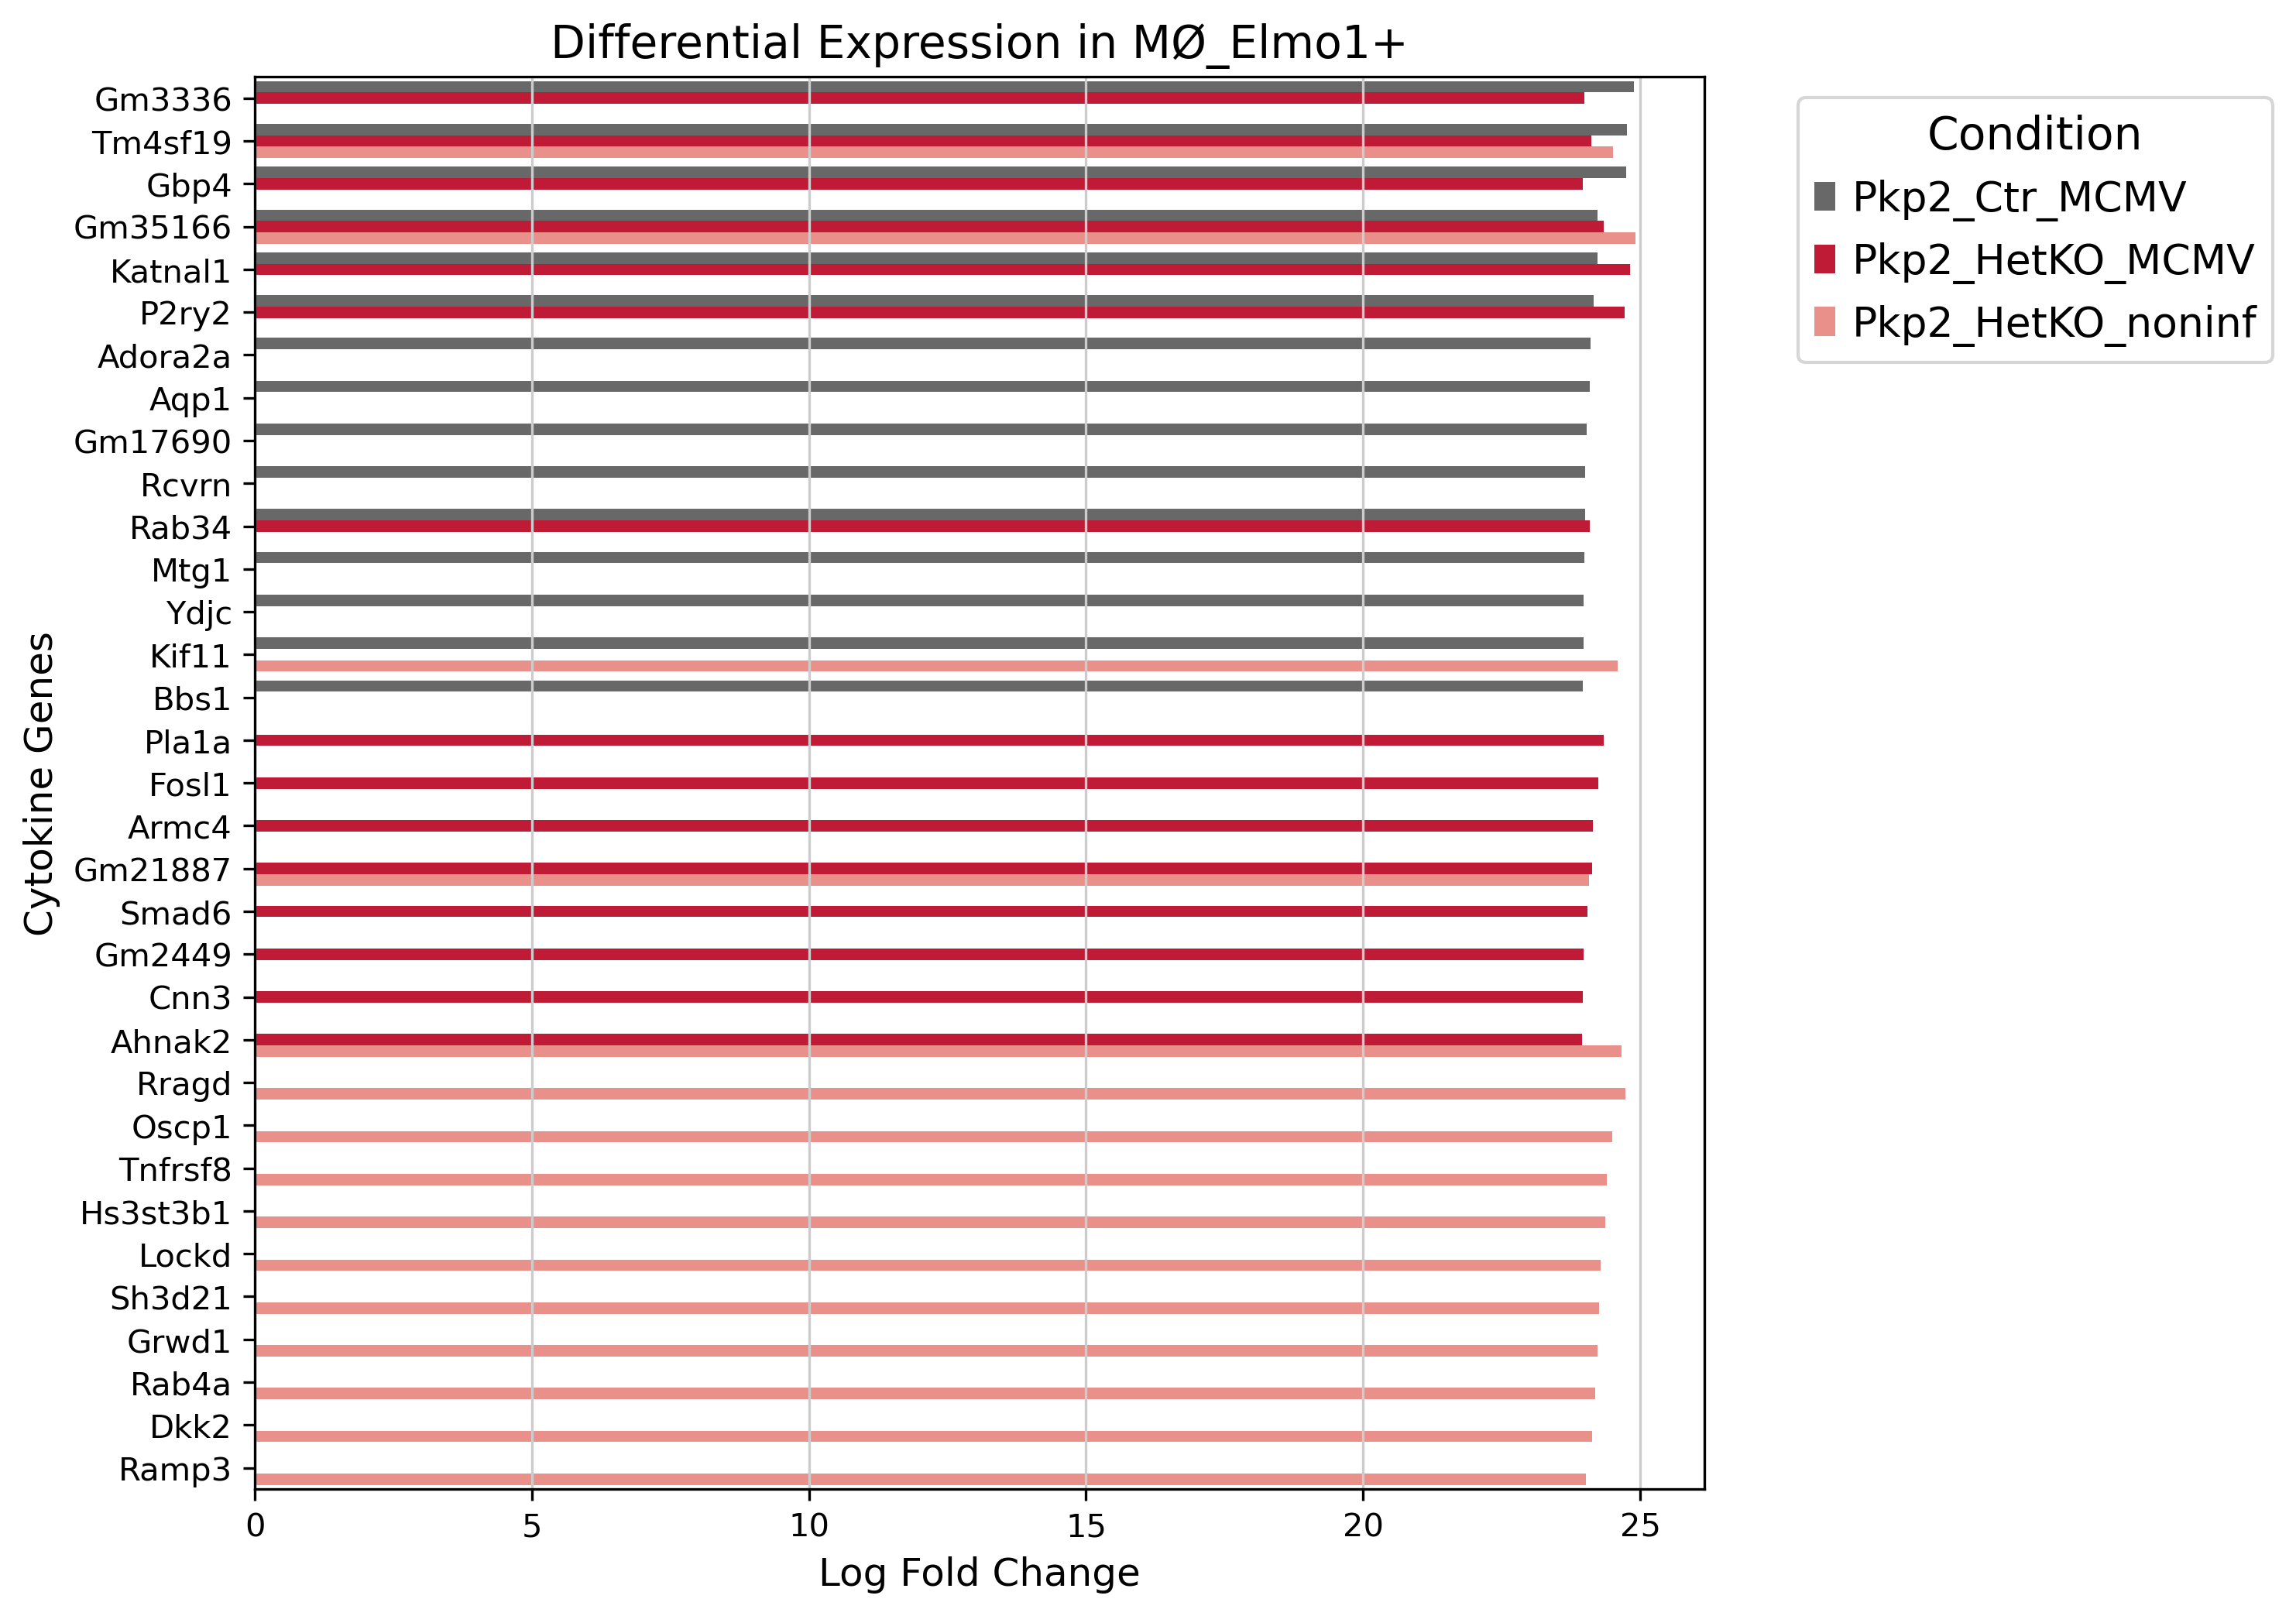 Differential Expression in MØ_Elmo1+
Gm3336
Tm4sf19
Gbp4
Gm35166
Katnal1
P2ry2
Adora2a
Aqp1
Gm17690
Rcvrn
Rab34
Mtg1
Ydjc
Kif11
Bbs1
Pla1a
Fosl1
Armc4
Gm21887
Smad6
Gm2449
Cnn3
Ahnak2
Rragd
Oscp1
Tnfrsf8
Hs3st3b1
Lockd
Sh3d21
Grwd1
Rab4a
Dkk2
Ramp3
Cytokine Genes
0 5 10 15 20 25
Log Fold Change
Condition
Pkp2_Ctr_MCMV
Pkp2_HetKO_MCMV
Pkp2_HetKO_noninf